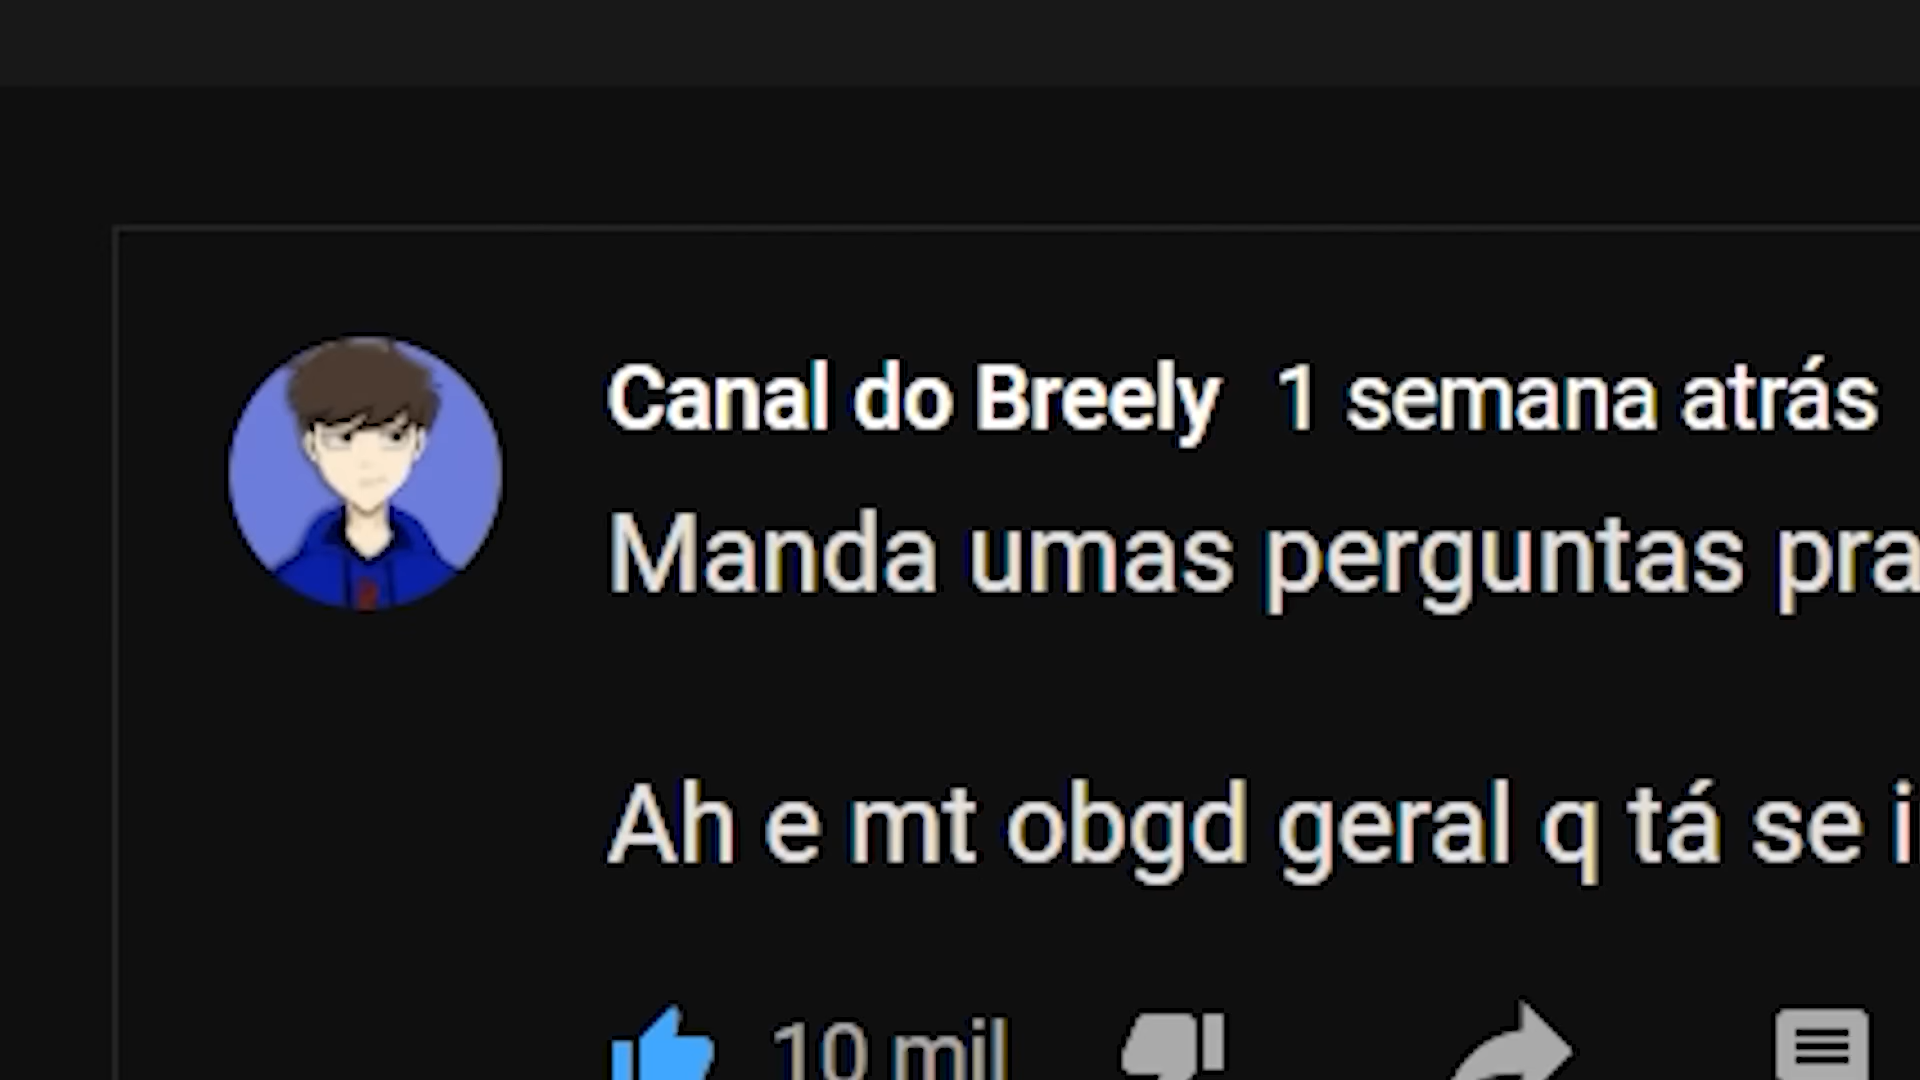 Canal do Breely 1 semana atrás
Manda umas perguntas pra
Ah e mt obgd geral q tá se
10 mil